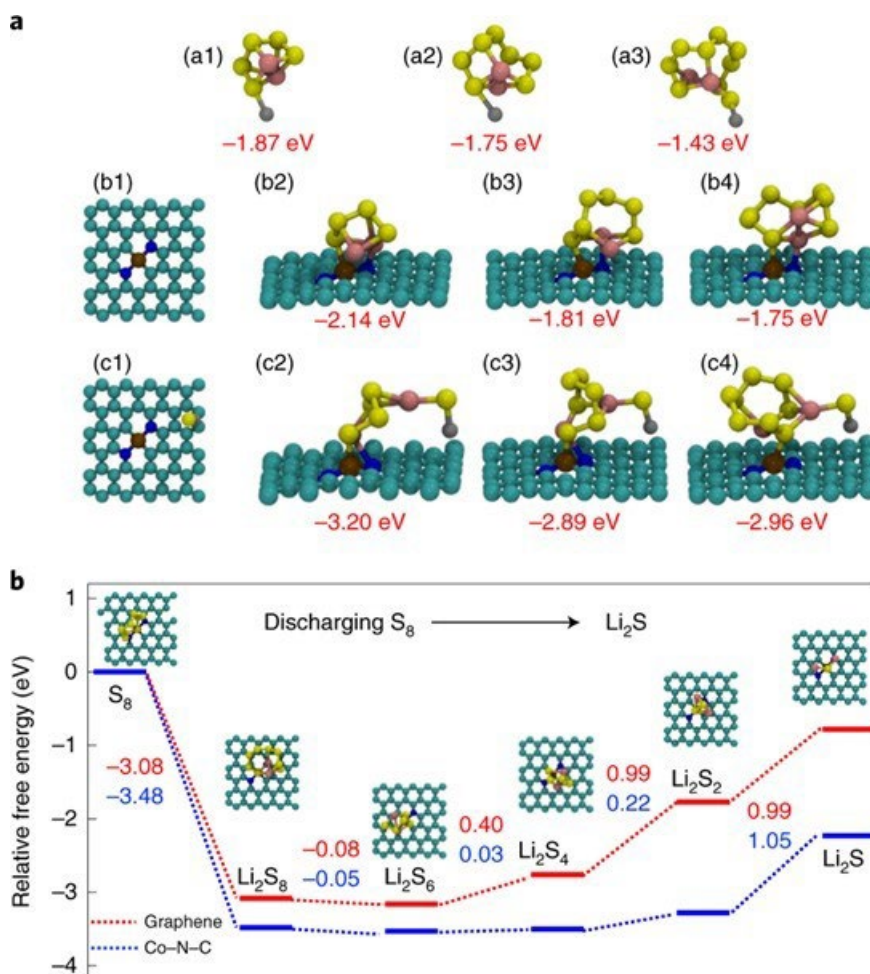 a
(a1) (a2) (a3)
−1.87 eV −1.75 eV −1.43 eV
(b1) (b2) (b3) (b4)
−2.14 eV −1.81 eV −1.75 eV
(c1) (c2) (c3) (c4)
−3.20 eV −2.89 eV −2.96 eV
b
Relative free energy (eV)
1
0
−1
−2
−3
−4
Discharging S₈ Li₂S
S₈
−3.08
−3.48
Li₂S₈
−0.08
−0.05
Li₂S₆
0.40
0.03
Li₂S₄
0.99
0.22
Li₂S₂
0.99
1.05
Li₂S
Graphene
Co–N–C